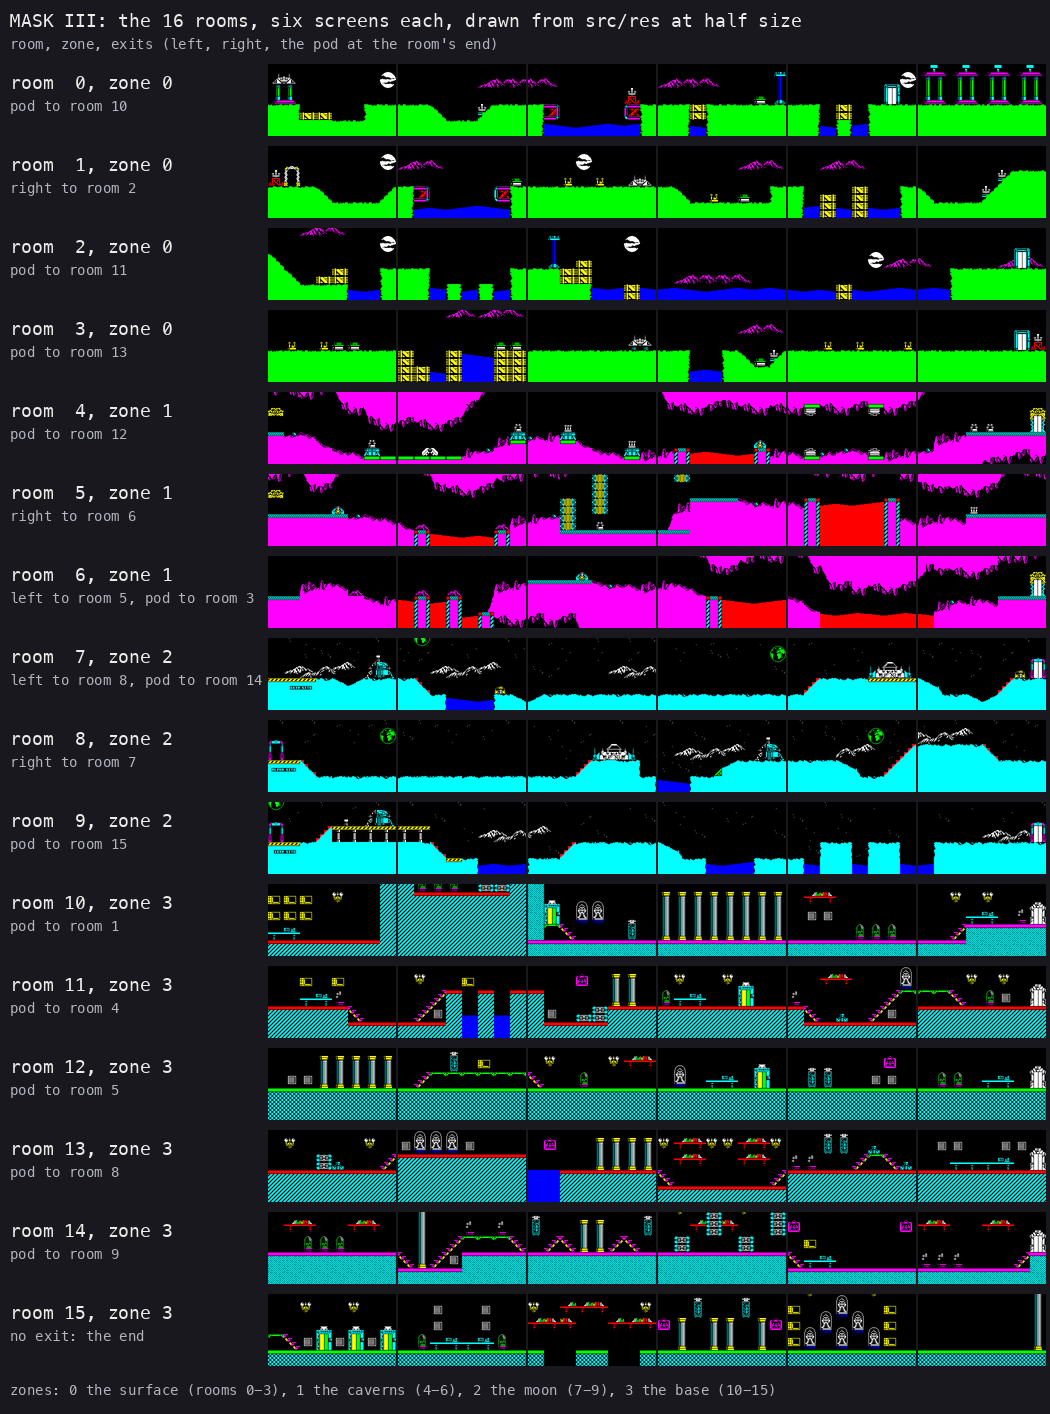 MASK III: the 16 rooms, six screens each, drawn from src/res at half size
room, zone, exits (left, right, the pod at the room's end)
room  0, zone 0
pod to room 10
room  1, zone 0
right to room 2
room  2, zone 0
pod to room 11
room  3, zone 0
pod to room 13
room  4, zone 1
pod to room 12
room  5, zone 1
right to room 6
room  6, zone 1
left to room 5, pod to room 3
room  7, zone 2
left to room 8, pod to room 14
room  8, zone 2
right to room 7
room  9, zone 2
pod to room 15
room 10, zone 3
pod to room 1
room 11, zone 3
pod to room 4
room 12, zone 3
pod to room 5
room 13, zone 3
pod to room 8
room 14, zone 3
pod to room 9
room 15, zone 3
no exit: the end
zones: 0 the surface (rooms 0–3), 1 the caverns (4–6), 2 the moon (7–9), 3 the base (10–15)